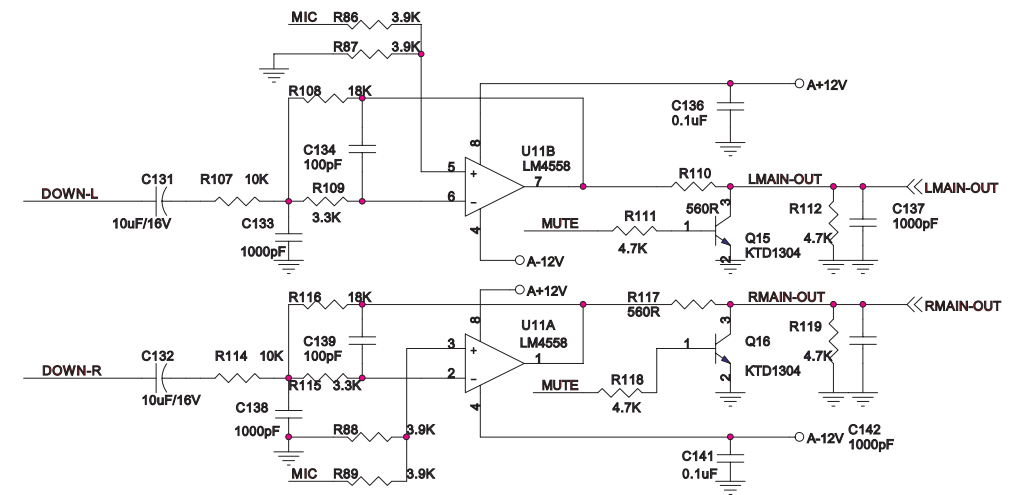 MIC R86 3.9K
R87 3.9K
R108 18K
A+12V
C136
0.1uF
C134
100pF
8
U11B
LM4558
5
+
7
6
-
4
C131
R107 10K
R109
3.3K
DOWN-L
10uF/16V
C133
1000pF
R110
560R
LMAIN-OUT
LMAIN-OUT
3
R112
4.7K
C137
1000pF
MUTE
R111
4.7K
1
2
Q15
KTD1304
A-12V
A+12V
R116 18K
8
U11A
LM4558
R117
560R
RMAIN-OUT
RMAIN-OUT
3
R119
4.7K
C139
100pF
3
+
1
2
-
4
C132
R114 10K
R115 3.3K
DOWN-R
10uF/16V
1
2
Q16
KTD1304
MUTE
R118
4.7K
C138
1000pF
R88 3.9K
MIC R89 3.9K
A-12V
C142
1000pF
C141
0.1uF